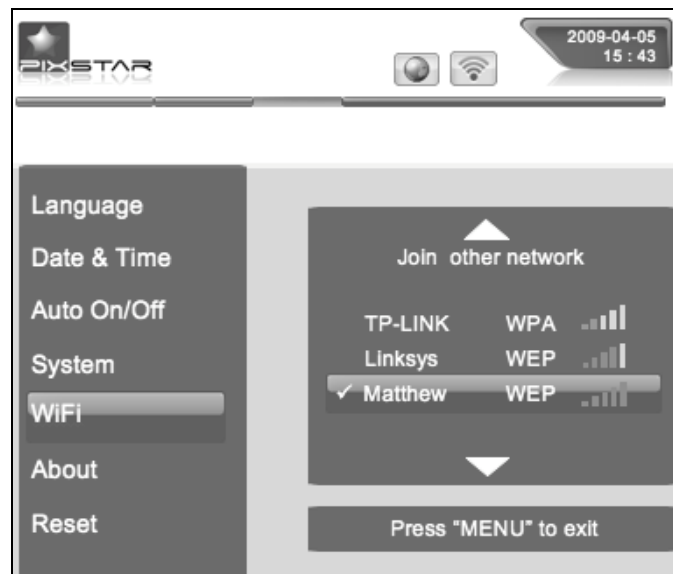 PIXSTAR
2009-04-05
15 : 43
Language
Date & Time
Auto On/Off
System
WiFi
About
Reset
Join other network
TP-LINK WPA
Linksys WEP
✓ Matthew WEP
Press "MENU" to exit